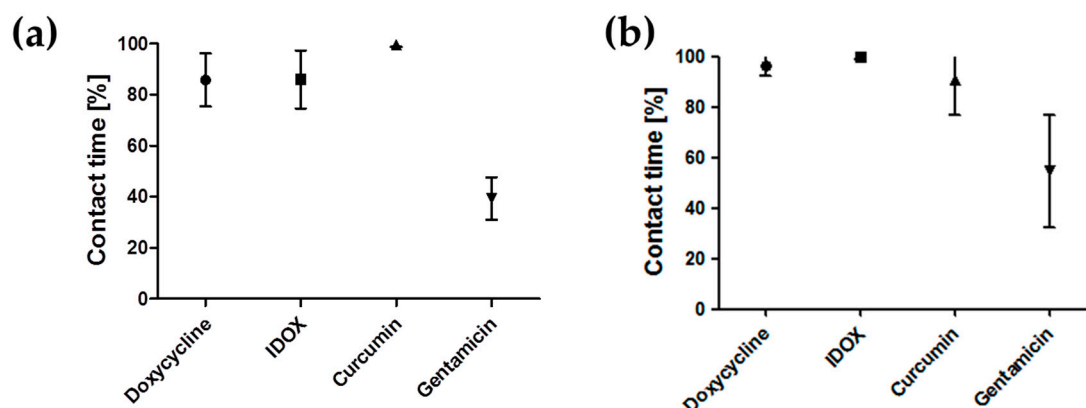 (a)
Contact time [%]
100
80
60
40
20
0
Doxycycline
IDOX
Curcumin
Gentamicin
(b)
Contact time [%]
100
80
60
40
20
0
Doxycycline
IDOX
Curcumin
Gentamicin